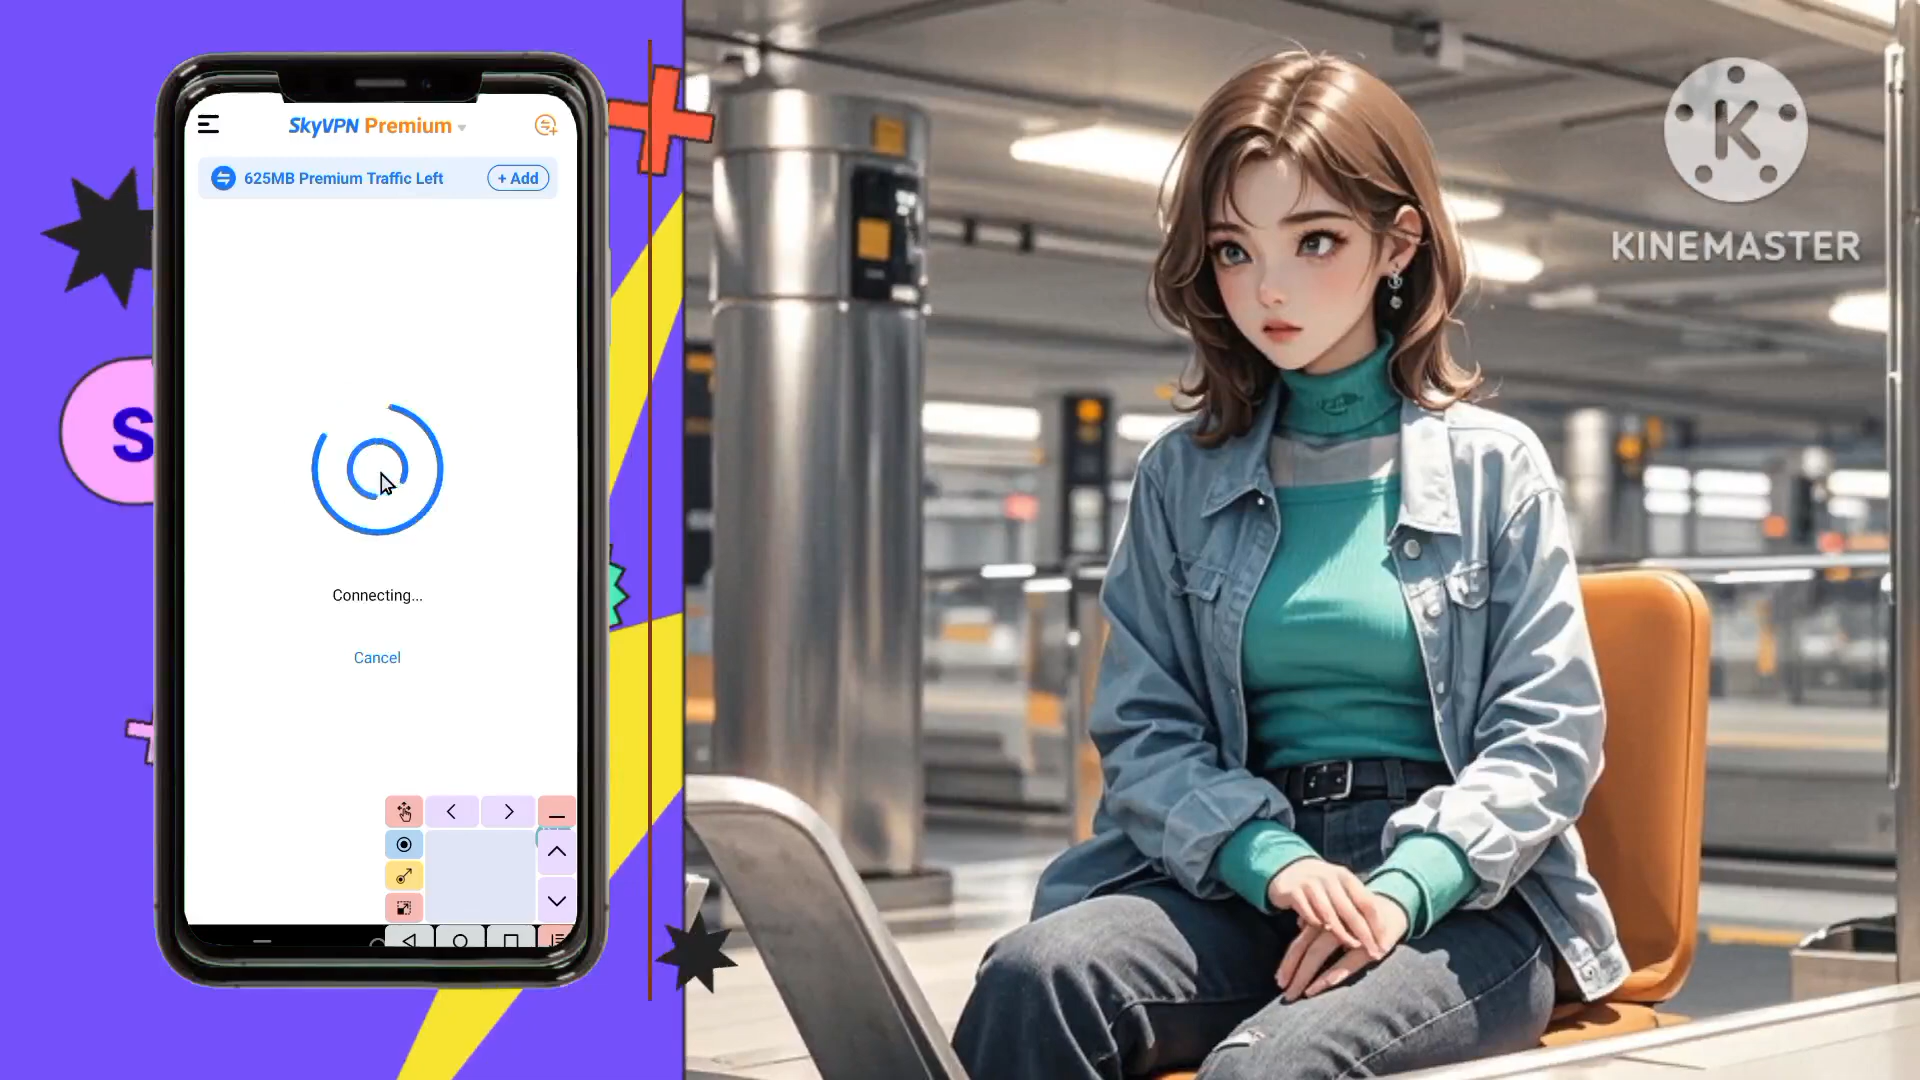 SkyVPN Premium
625MB Premium Traffic Left
+ Add
Connecting...
Cancel
S
K
KINEMASTER